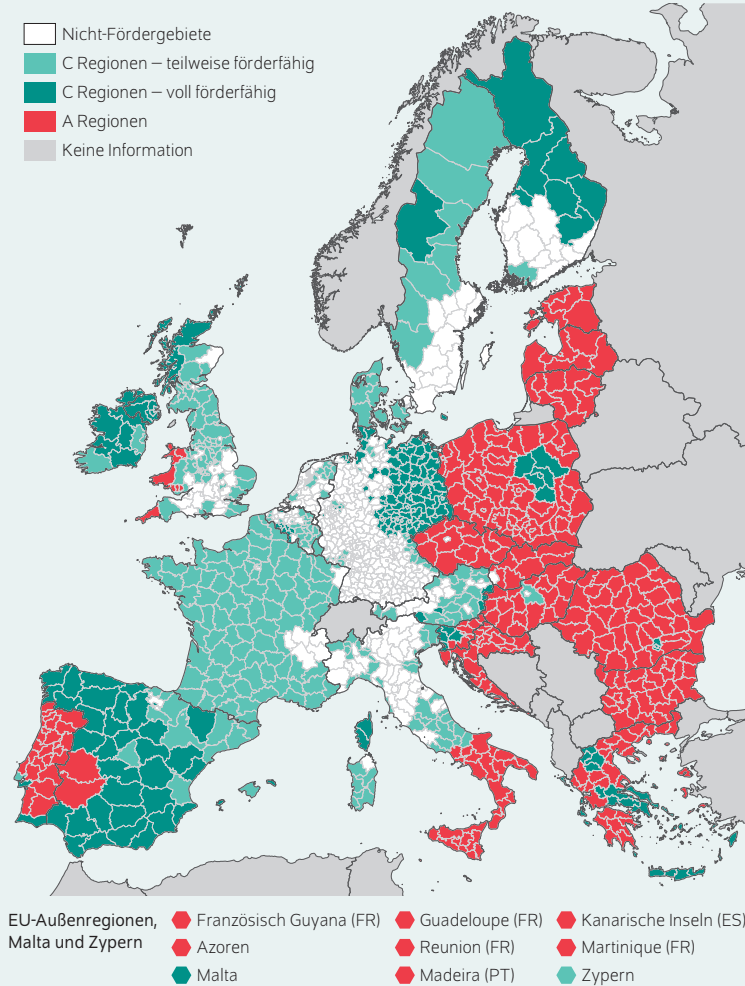 Nicht-Fördergebiete
C Regionen – teilweise förderfähig
C Regionen – voll förderfähig
A Regionen
Keine Information
EU-Außenregionen,
Malta und Zypern
Französisch Guyana (FR)
Guadeloupe (FR)
Kanarische Inseln (ES)
Azoren
Reunion (FR)
Martinique (FR)
Malta
Madeira (PT)
Zypern